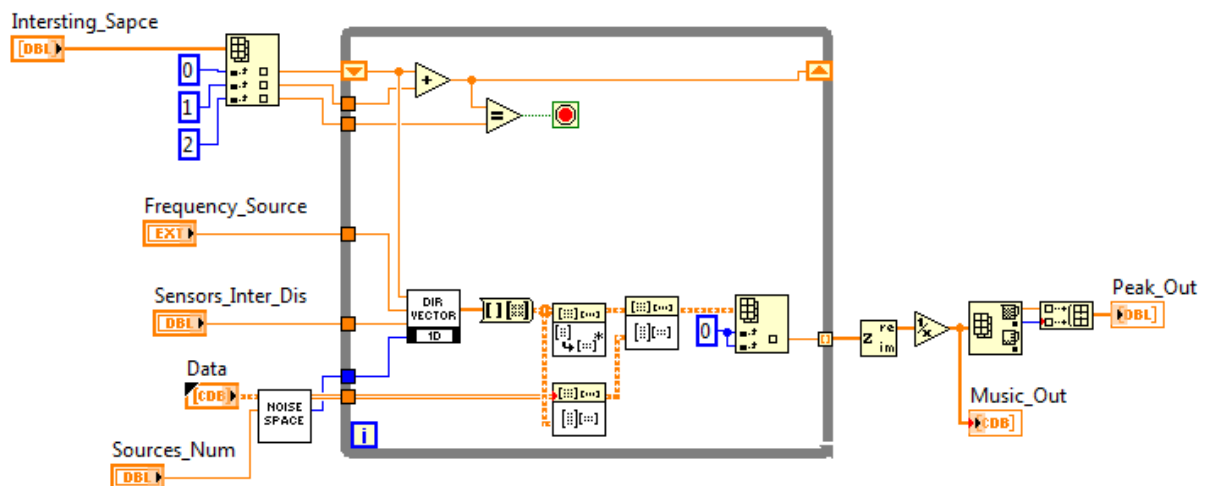 Intersting_Sapce
[DBL]
0
1
2
+
=
Frequency_Source
EXT
Sensors_Inter_Dis
DBL
DIR
VECTOR
1D
0
Data
[CDB]
NOISE
SPACE
Sources_Num
DBL
i
Z re
im
1/x
Peak_Out
DBL]
Music_Out
CDB]